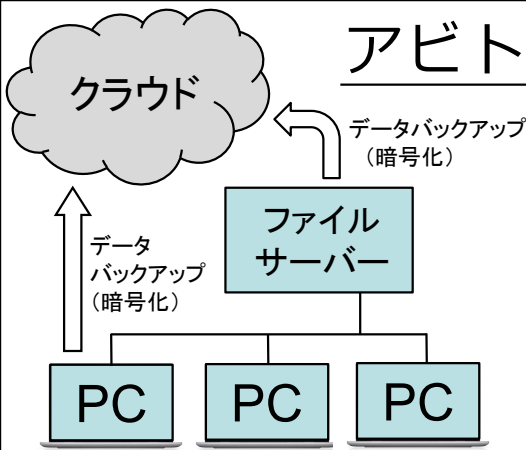 アビト
クラウド
データバックアップ
（暗号化）
ファイル
サーバー
データ
バックアップ
（暗号化）
PC
PC
PC